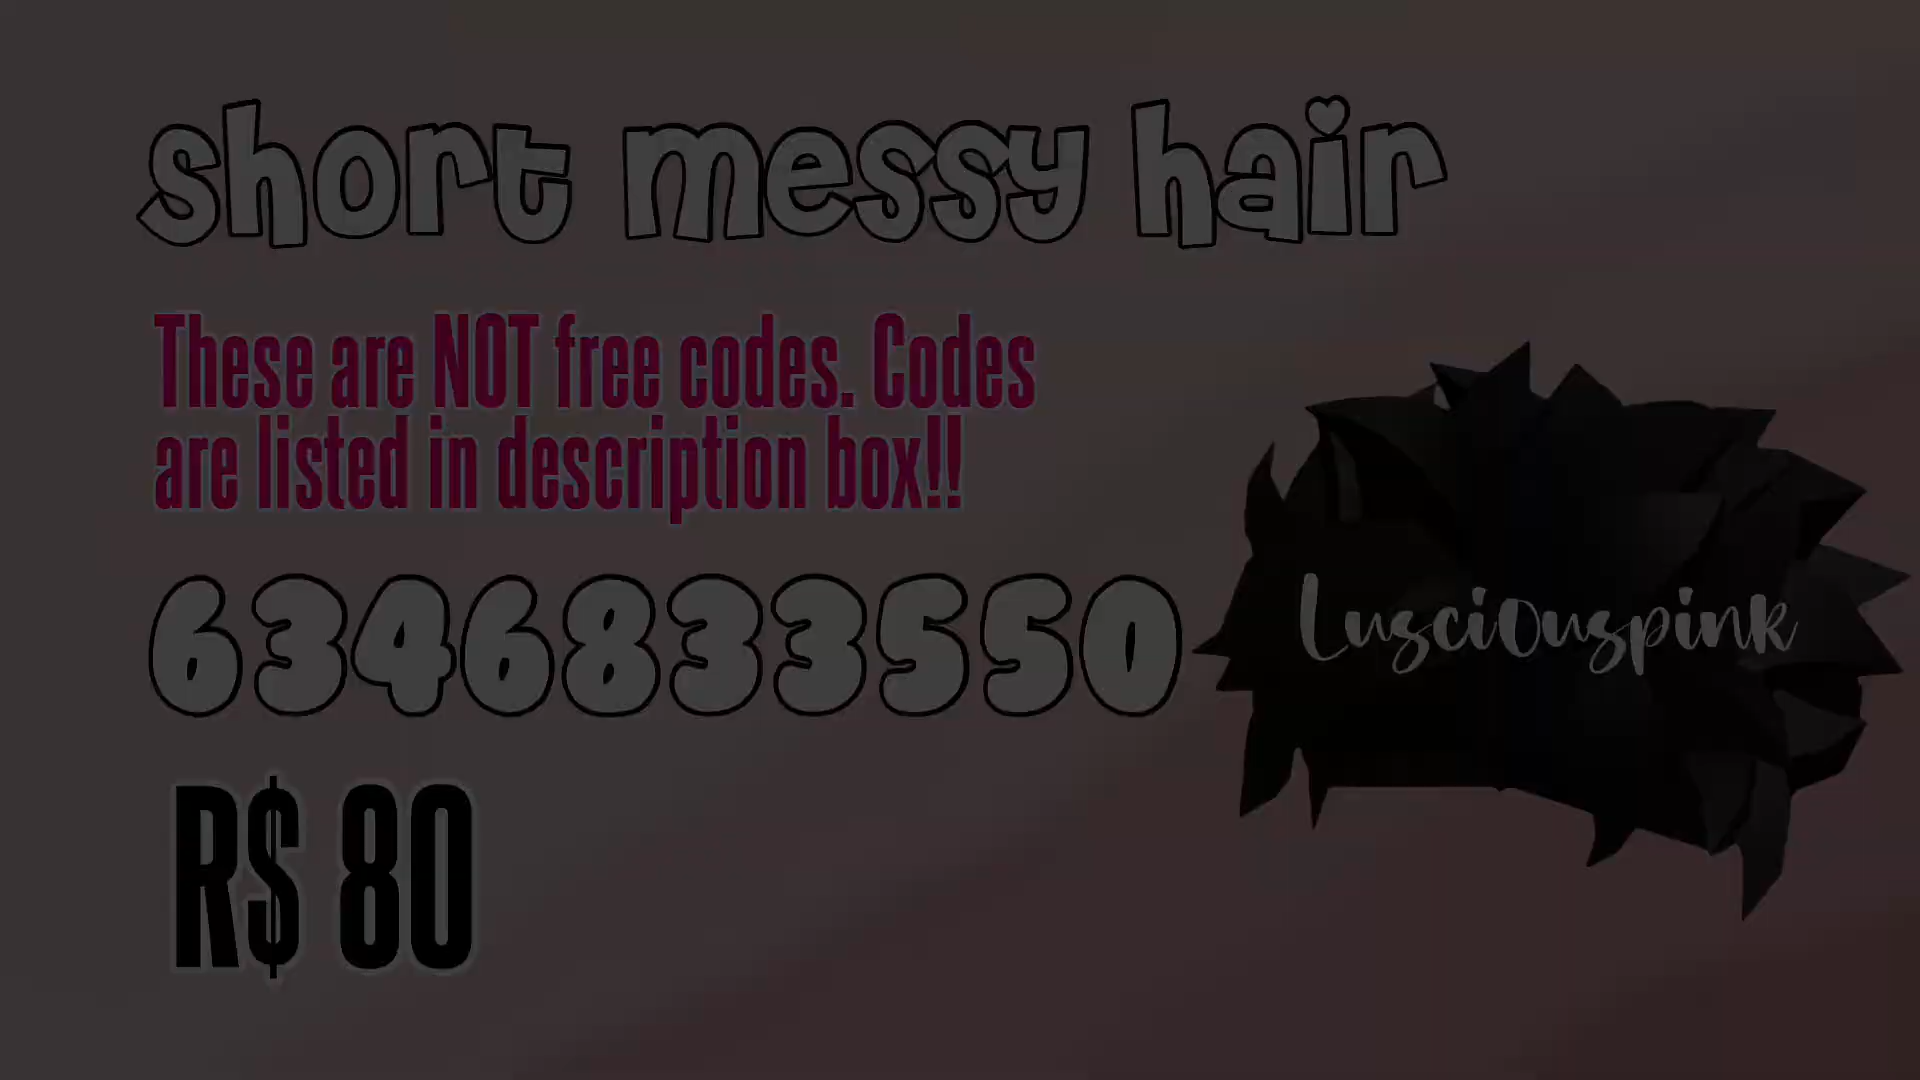 short messy hair
These are NOT free codes. Codes
are listed in description box!!
6346833550
Lusciouspink
R$ 80